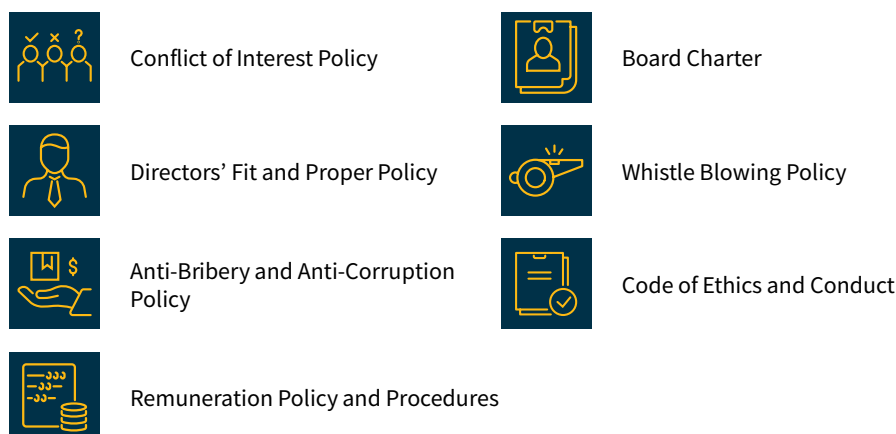 Conflict of Interest Policy
Board Charter
Directors’ Fit and Proper Policy
Whistle Blowing Policy
Anti-Bribery and Anti-Corruption
Policy
Code of Ethics and Conduct
Remuneration Policy and Procedures